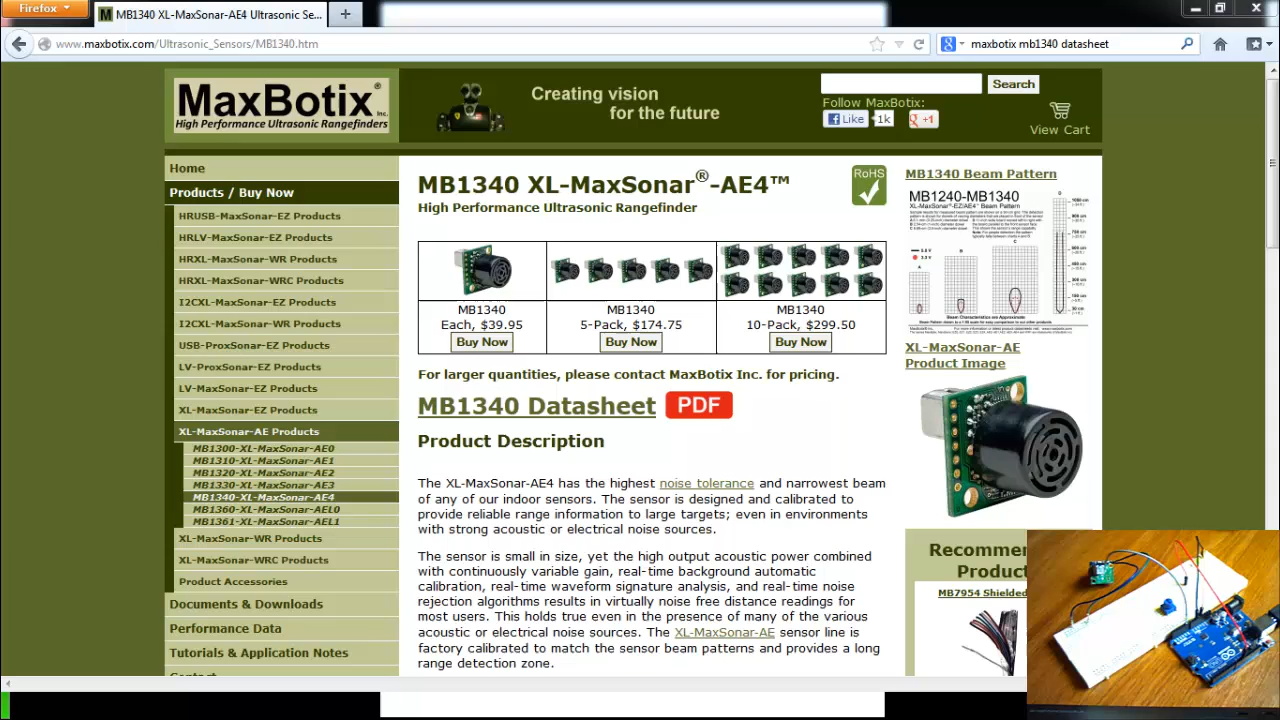 Firefox
MB1340 XL-MaxSonar-AE4 Ultrasonic Se...
www.maxbotix.com/Ultrasonic_Sensors/MB1340.htm
maxbotix mb1340 datasheet
MaxBotix® Inc.
High Performance Ultrasonic Rangefinders
Creating vision
for the future
Search
Follow MaxBotix:
Like
1k
+1
View Cart
Home
Products / Buy Now
HRUSB-MaxSonar-EZ Products
HRLV-MaxSonar-EZ Products
HRXL-MaxSonar-WR Products
HRXL-MaxSonar-WRC Products
I2CXL-MaxSonar-EZ Products
I2CXL-MaxSonar-WR Products
USB-ProxSonar-EZ Products
LV-ProxSonar-EZ Products
LV-MaxSonar-EZ Products
XL-MaxSonar-EZ Products
XL-MaxSonar-AE Products
MB1300-XL-MaxSonar-AE0
MB1310-XL-MaxSonar-AE1
MB1320-XL-MaxSonar-AE2
MB1330-XL-MaxSonar-AE3
MB1340-XL-MaxSonar-AE4
MB1360-XL-MaxSonar-AEL0
MB1361-XL-MaxSonar-AEL1
XL-MaxSonar-WR Products
XL-MaxSonar-WRC Products
Product Accessories
Documents & Downloads
Performance Data
Tutorials & Application Notes
Contact
MB1340 XL-MaxSonar®-AE4™
High Performance Ultrasonic Rangefinder
RoHS
MB1340
Each, $39.95
Buy Now
MB1340
5-Pack, $174.75
Buy Now
MB1340
10-Pack, $299.50
Buy Now
For larger quantities, please contact MaxBotix Inc. for pricing.
MB1340 Datasheet PDF
Product Description
The XL-MaxSonar-AE4 has the highest noise tolerance and narrowest beam
of any of our indoor sensors. The sensor is designed and calibrated to
provide reliable range information to large targets; even in environments
with strong acoustic or electrical noise sources.
The sensor is small in size, yet the high output acoustic power combined
with continuously variable gain, real-time background automatic
calibration, real-time waveform signature analysis, and real-time noise
rejection algorithms results in virtually noise free distance readings for
most users. This holds true even in the presence of many of the various
acoustic or electrical noise sources. The XL-MaxSonar-AE sensor line is
factory calibrated to match the sensor beam patterns and provides a long
range detection zone.
MB1340 Beam Pattern
MB1240-MB1340
XL-MaxSonar®-EZ/AE4™ Beam Pattern
Beam Characteristics are Approximate
XL-MaxSonar-AE
Product Image
Recommen
Product
MB7954 Shielded